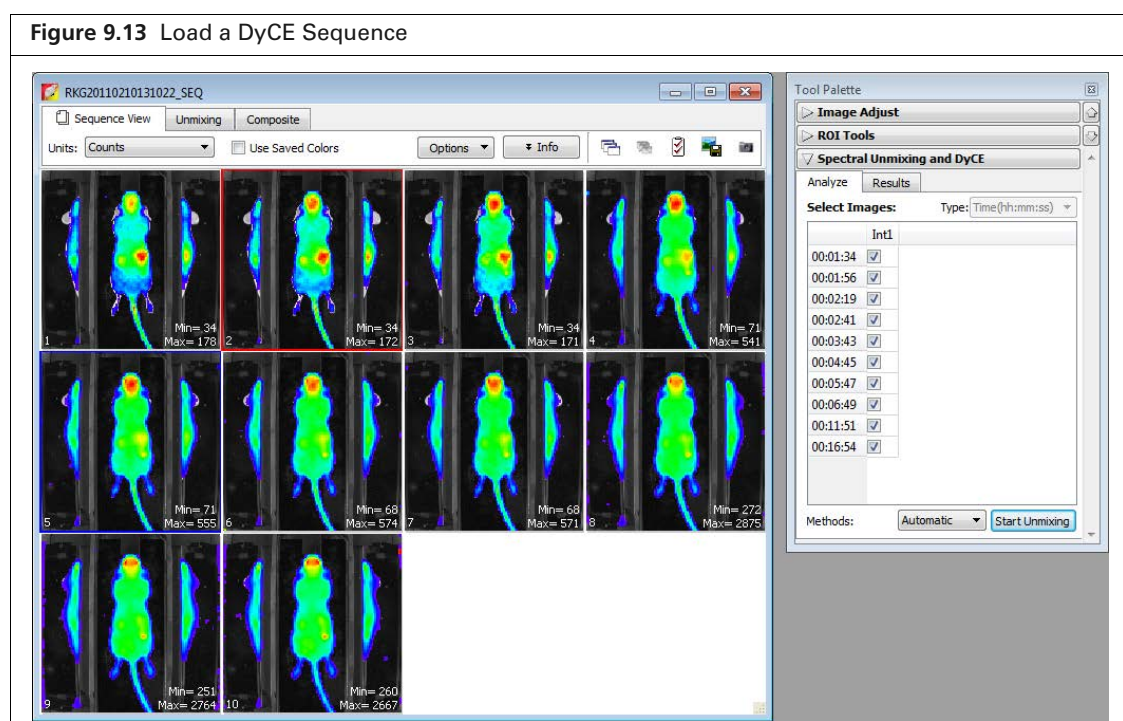 Figure 9.13 Load a DyCE Sequence
RKG20110210131022_SEQ
Sequence View Unmixing Composite
Units: Counts Use Saved Colors Options Info
Min= 34
1 Max= 178
Min= 34
2 Max= 172
Min= 34
3 Max= 171
Min= 71
4 Max= 541
Min= 71
5 Max= 555
Min= 68
6 Max= 574
Min= 68
7 Max= 571
Min= 272
8 Max= 2875
Min= 251
9 Max= 2764
Min= 260
10 Max= 2667
Tool Palette
Image Adjust
ROI Tools
Spectral Unmixing and DyCE
Analyze Results
Select Images: Type: Time(hh:mm:ss)
Int1
00:01:34
00:01:56
00:02:19
00:02:41
00:03:43
00:04:45
00:05:47
00:06:49
00:11:51
00:16:54
Methods: Automatic Start Unmixing